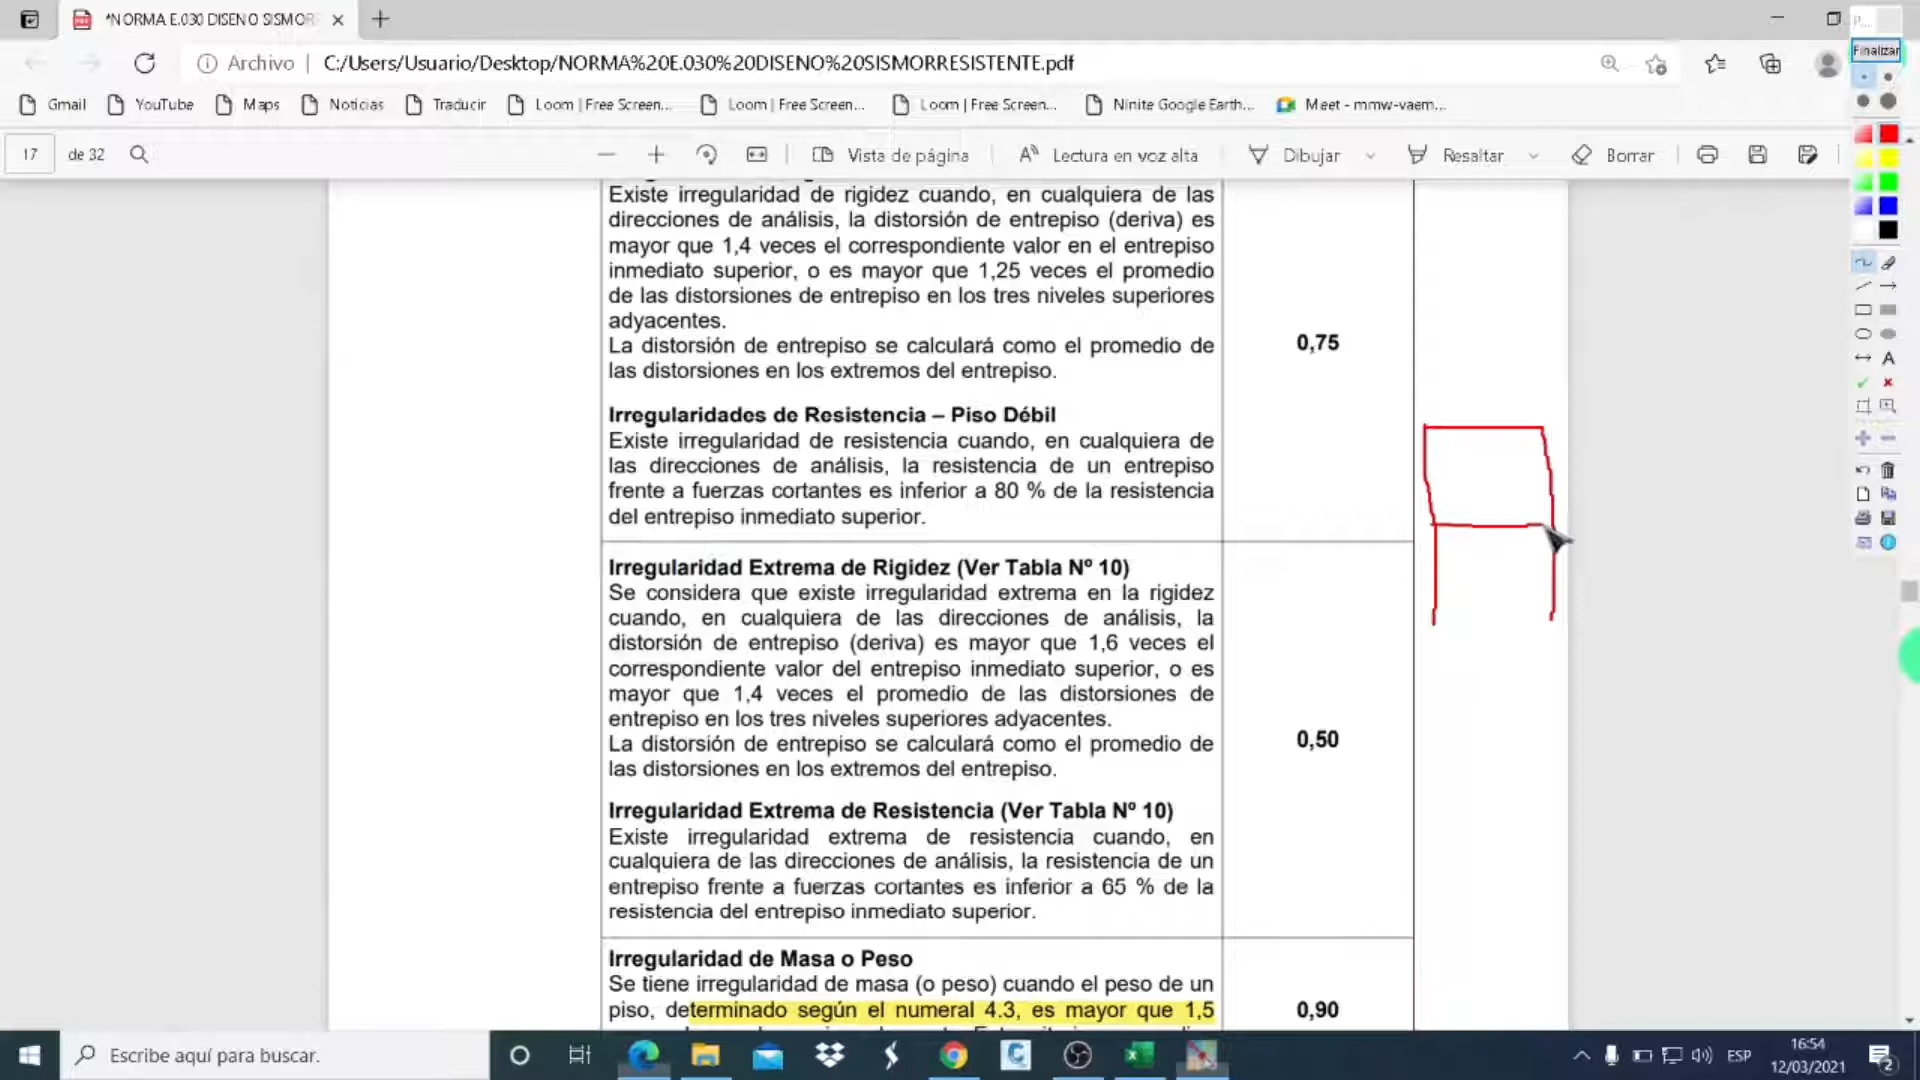 *NORMA E.030 DISENO SISMOR
P...
Finalizar
Archivo | C:/Users/Usuario/Desktop/NORMA%20E.030%20DISENO%20SISMORRESISTENTE.pdf
Gmail YouTube Maps Noticias Traducir Loom | Free Screen... Loom | Free Screen... Loom | Free Screen... Ninite Google Earth... Meet - mmw-vaem...
17 de 32 Vista de página Lectura en voz alta Dibujar Resaltar Borrar
Existe irregularidad de rigidez cuando, en cualquiera de las
direcciones de análisis, la distorsión de entrepiso (deriva) es
mayor que 1,4 veces el correspondiente valor en el entrepiso
inmediato superior, o es mayor que 1,25 veces el promedio
de las distorsiones de entrepiso en los tres niveles superiores
adyacentes.
La distorsión de entrepiso se calculará como el promedio de
las distorsiones en los extremos del entrepiso.
0,75
Irregularidades de Resistencia – Piso Débil
Existe irregularidad de resistencia cuando, en cualquiera de
las direcciones de análisis, la resistencia de un entrepiso
frente a fuerzas cortantes es inferior a 80 % de la resistencia
del entrepiso inmediato superior.
Irregularidad Extrema de Rigidez (Ver Tabla Nº 10)
Se considera que existe irregularidad extrema en la rigidez
cuando, en cualquiera de las direcciones de análisis, la
distorsión de entrepiso (deriva) es mayor que 1,6 veces el
correspondiente valor del entrepiso inmediato superior, o es
mayor que 1,4 veces el promedio de las distorsiones de
entrepiso en los tres niveles superiores adyacentes.
La distorsión de entrepiso se calculará como el promedio de
las distorsiones en los extremos del entrepiso.
0,50
Irregularidad Extrema de Resistencia (Ver Tabla Nº 10)
Existe irregularidad extrema de resistencia cuando, en
cualquiera de las direcciones de análisis, la resistencia de un
entrepiso frente a fuerzas cortantes es inferior a 65 % de la
resistencia del entrepiso inmediato superior.
Irregularidad de Masa o Peso
Se tiene irregularidad de masa (o peso) cuando el peso de un
piso, determinado según el numeral 4.3, es mayor que 1,5
0,90
Escribe aquí para buscar.
ESP
16:54
12/03/2021
2